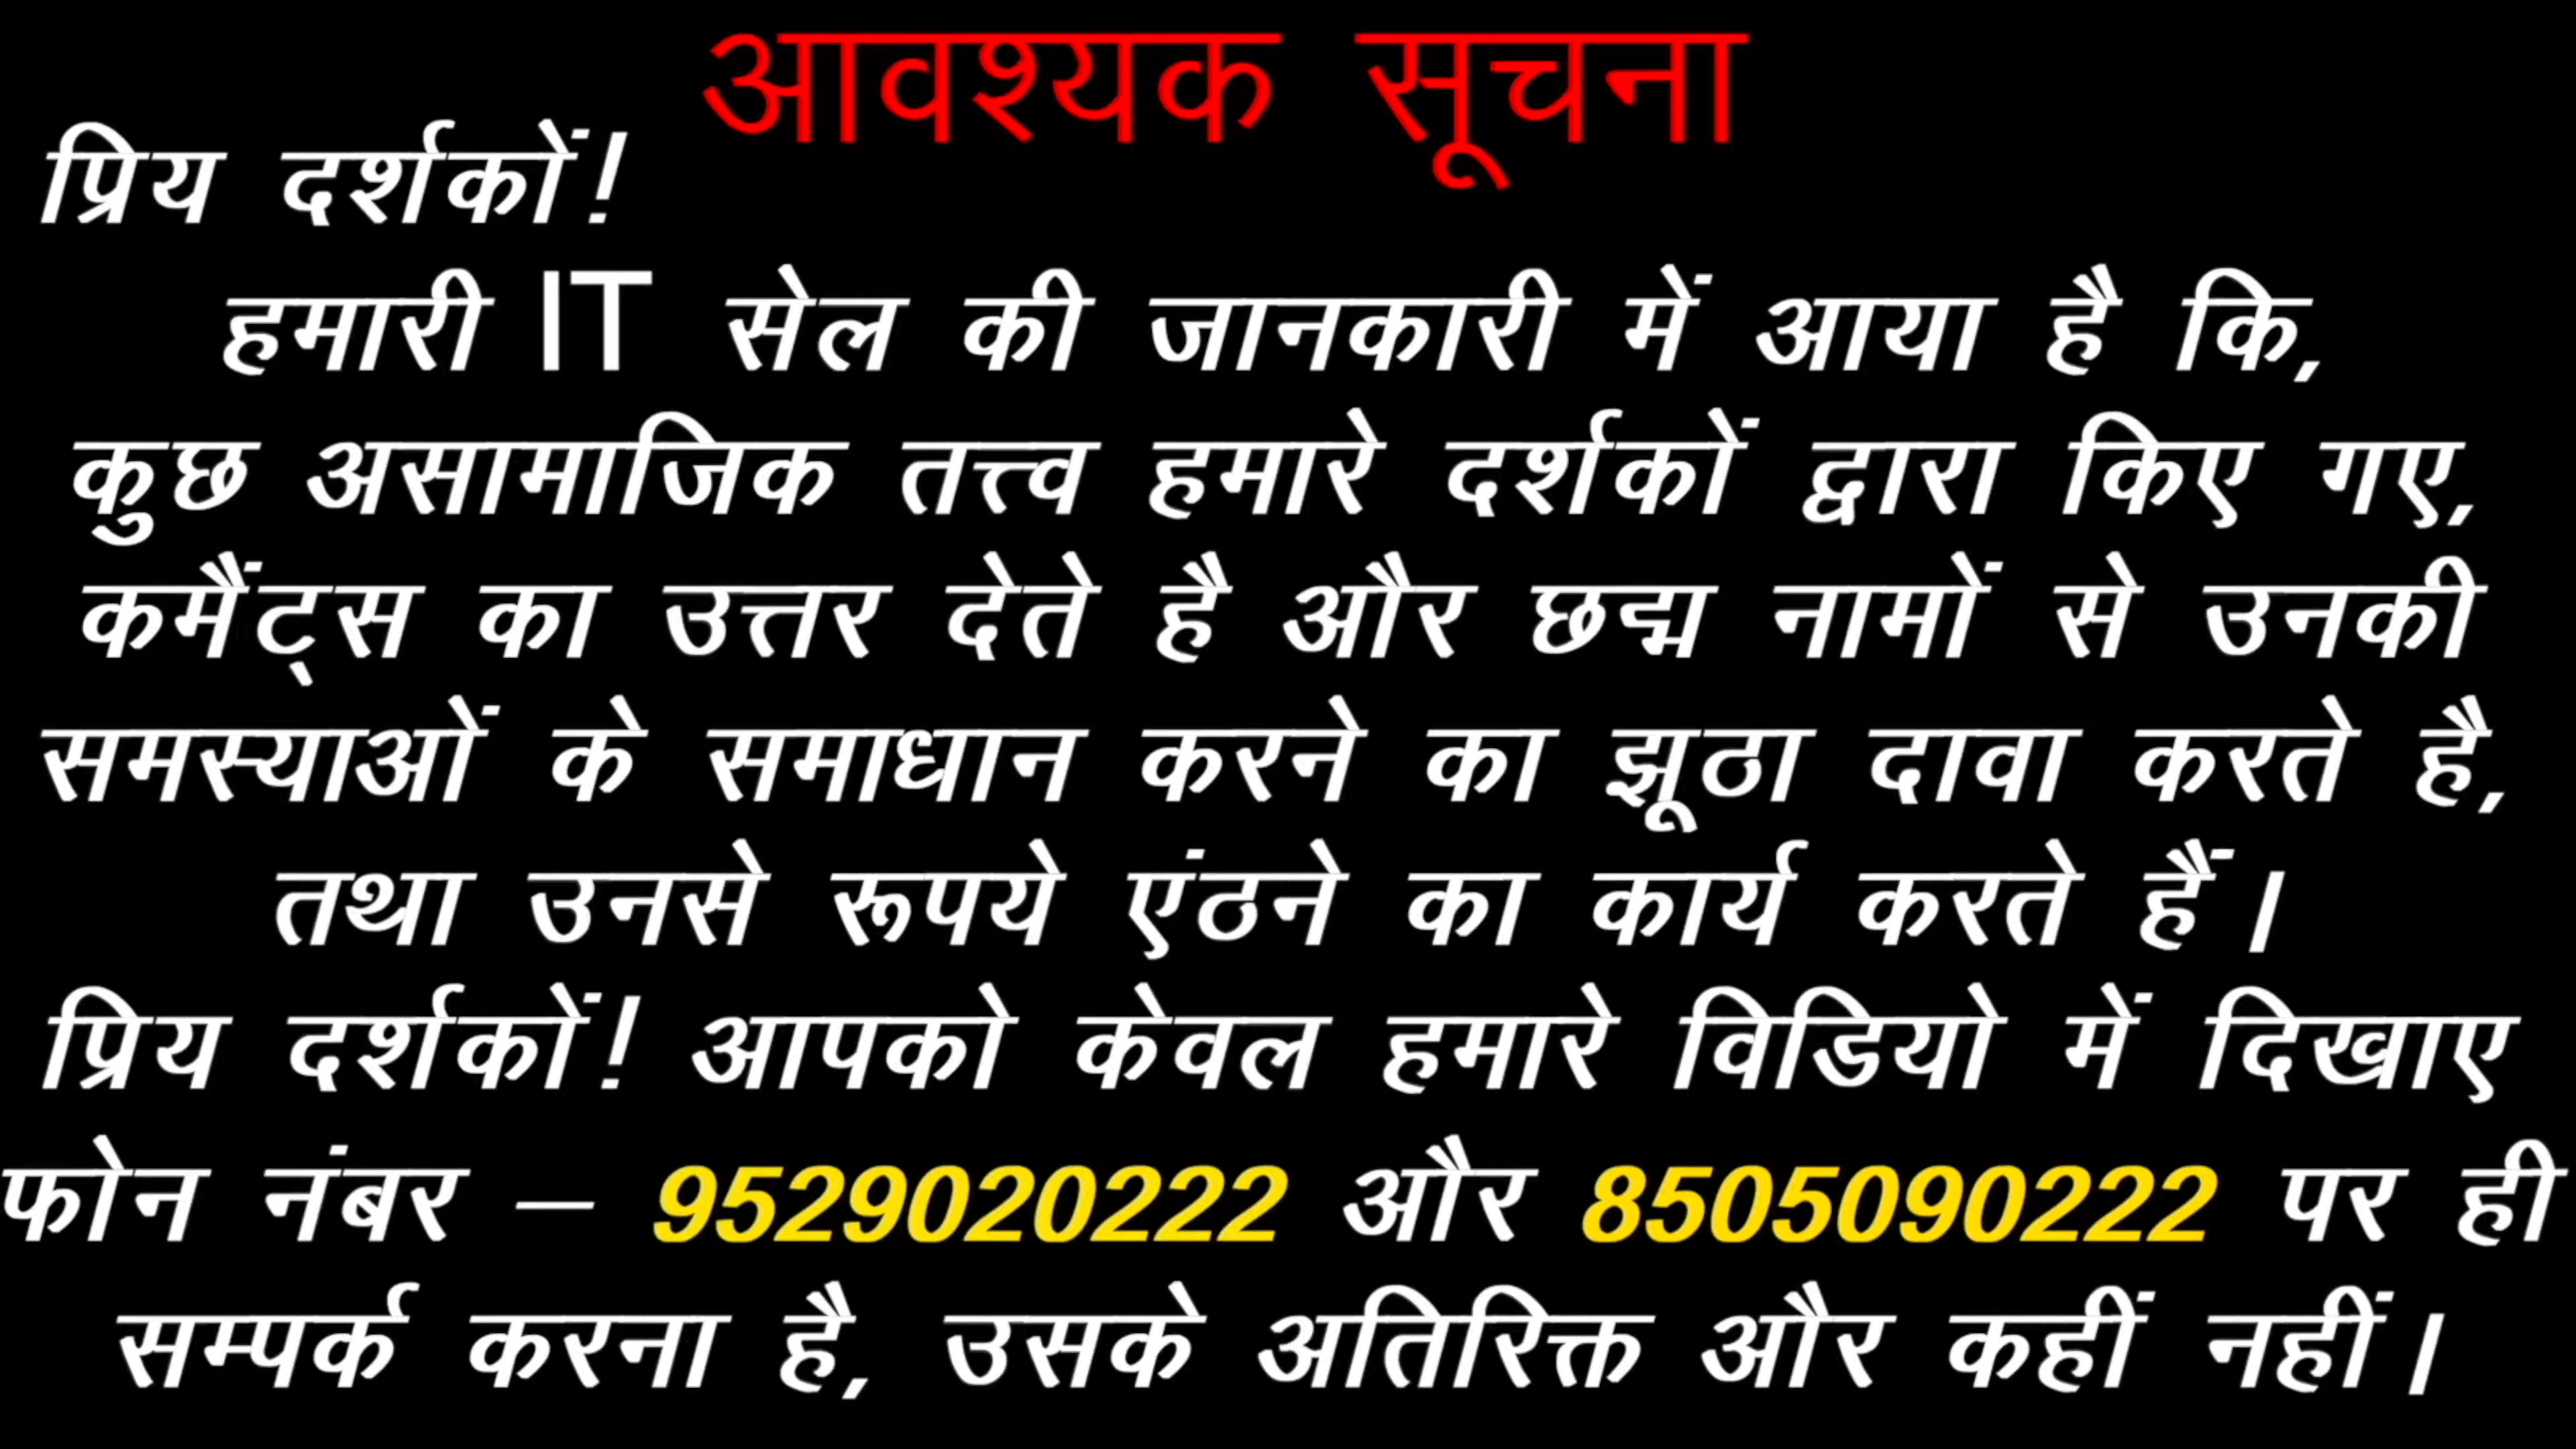 आवश्यक सूचना
प्रिय दर्शकों!
हमारी IT सेल की जानकारी में आया है कि,
कुछ असामाजिक तत्त्व हमारे दर्शकों द्वारा किए गए,
कमैंट्स का उत्तर देते है और छद्म नामों से उनकी
समस्याओं के समाधान करने का झूठा दावा करते है,
तथा उनसे रूपये एंठने का कार्य करते हैं।
प्रिय दर्शकों! आपको केवल हमारे विडियो में दिखाए
फोन नंबर – 9529020222 और 8505090222 पर ही
सम्पर्क करना है, उसके अतिरिक्त और कहीं नहीं।